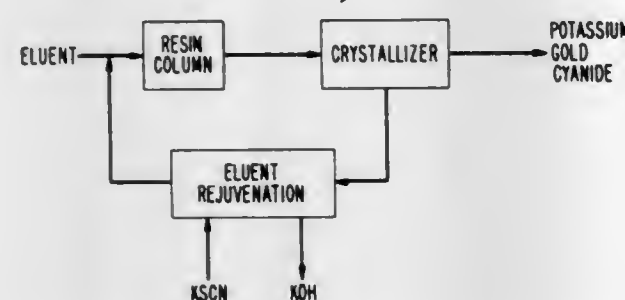 ELUENT
RESIN
COLUMN
CRYSTALLIZER
POTASSIUM
GOLD
CYANIDE
ELUENT
REJUVENATION
KSCN
KOH